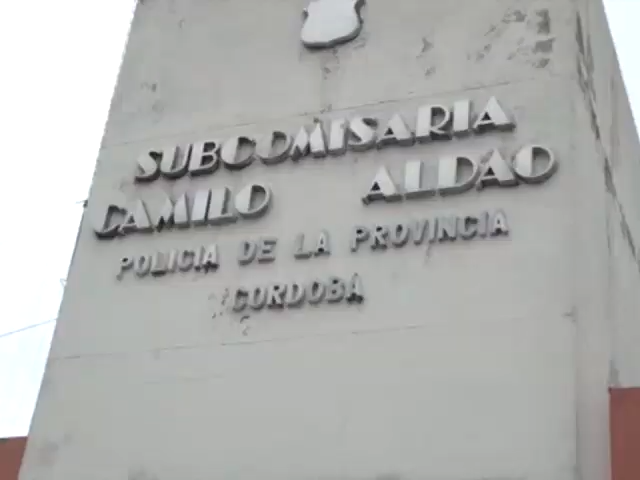 SUBCOMISARIA
CAMILO ALDAO
POLICIA DE LA PROVINCIA
CORDOBA